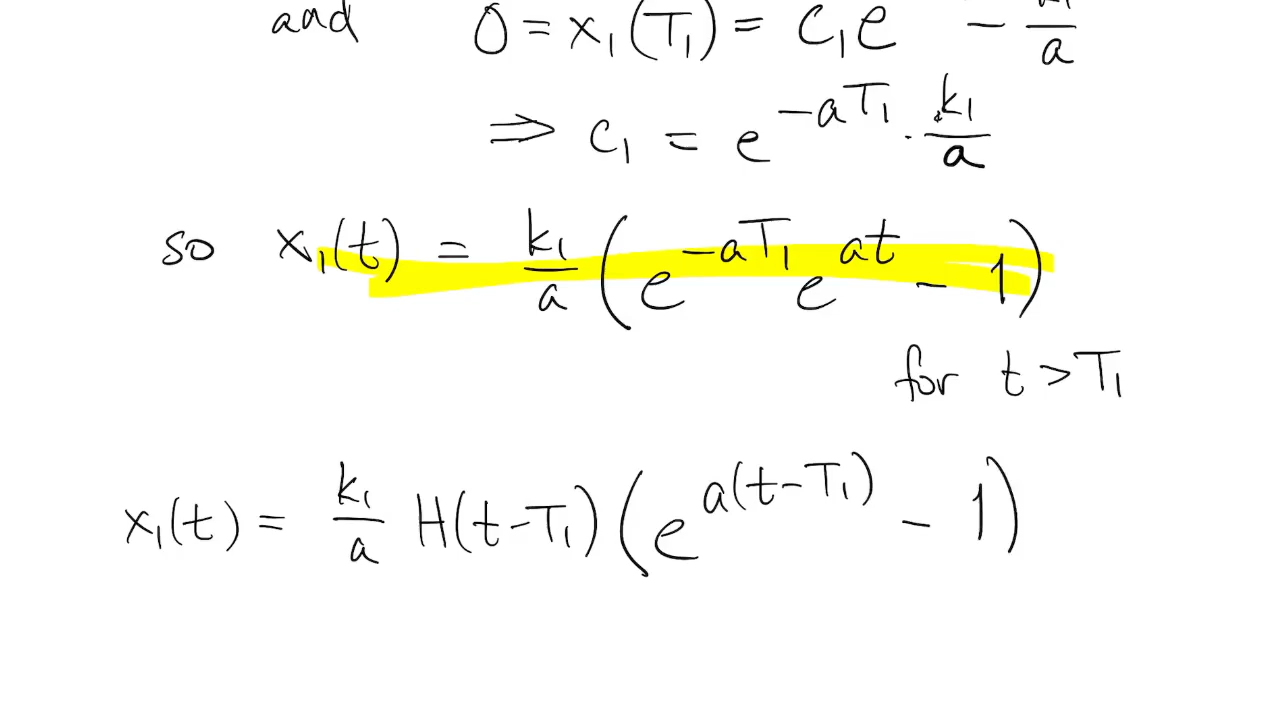 and 0 = x₁(T₁) = c₁e - k₁/a
⇒ c₁ = e^(-aT₁) · k₁/a
so x₁(t) = k₁/a (e^(-aT₁) e^(at) - 1)
for t > T₁
x₁(t) = k₁/a H(t-T₁) (e^(a(t-T₁)) - 1)